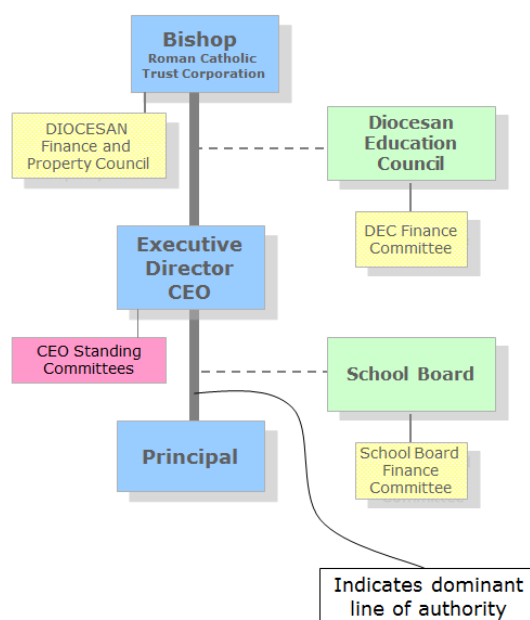 Bishop
Roman Catholic
Trust Corporation
DIOCESAN
Finance and
Property Council
Diocesan
Education
Council
DEC Finance
Committee
Executive
Director
CEO
CEO Standing
Committees
School Board
Principal
School Board
Finance
Committee
Indicates dominant
line of authority